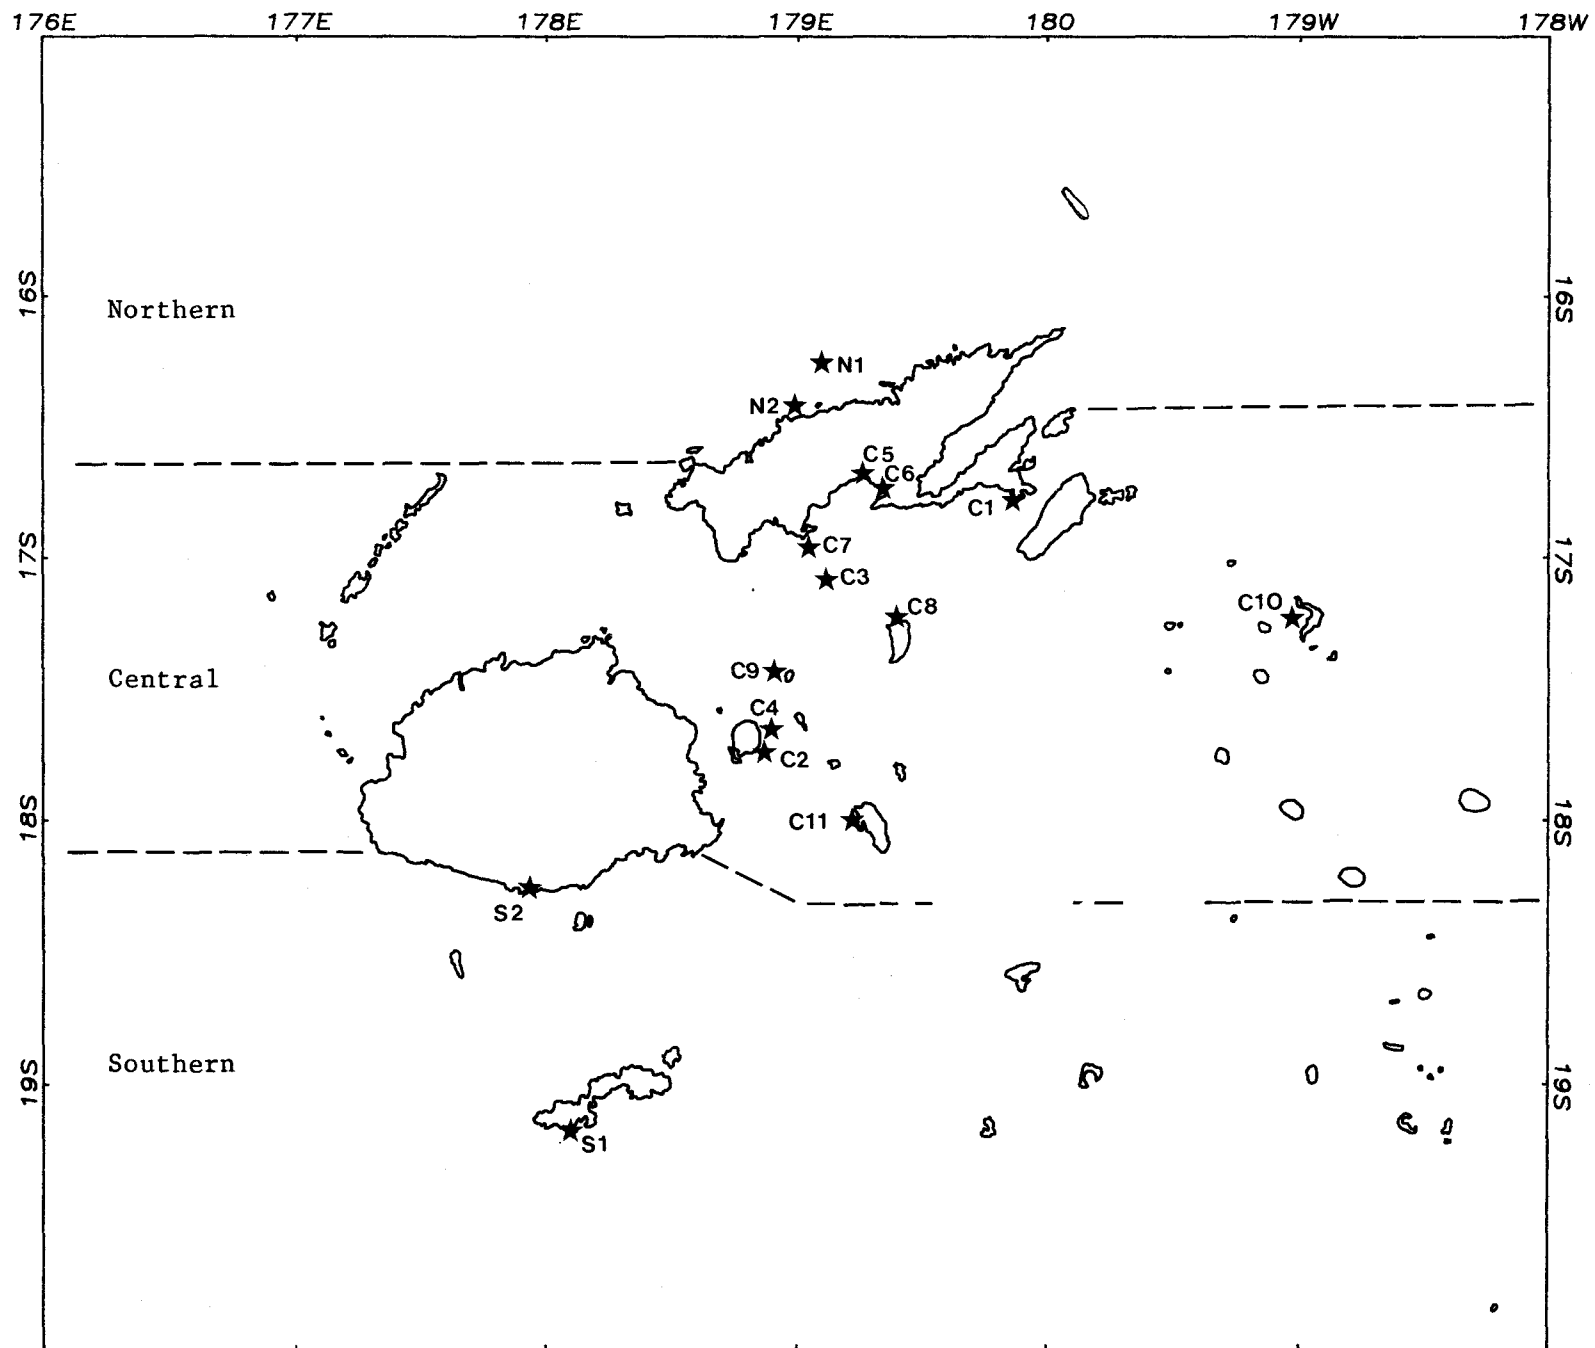 176E 177E 178E 179E 180 179W 178W
16S 16S
Northern
N1
N2
C5
C6
C1
17S 17S
C7
C3
C10
C8
C9
Central
C4
C2
18S 18S
C11
S2
Southern
19S 19S
S1